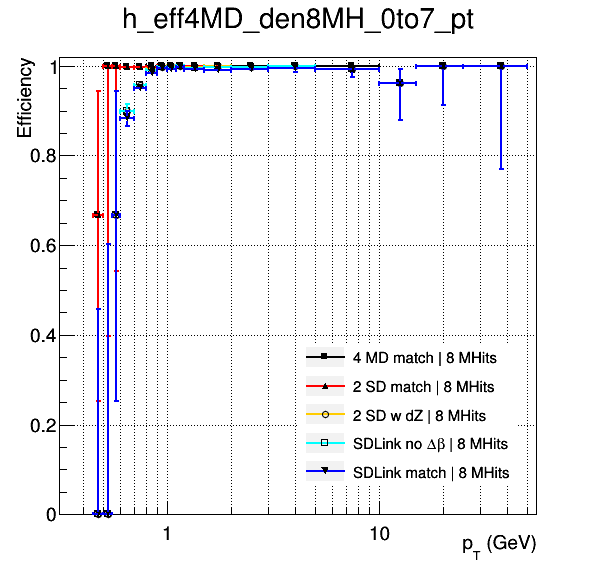 h_eff4MD_den8MH_0to7_pt
Efficiency
1
0.8
0.6
0.4
0.2
0
4 MD match | 8 MHits
2 SD match | 8 MHits
2 SD w dZ | 8 MHits
SDLink no Δβ | 8 MHits
SDLink match | 8 MHits
1 10
p_T (GeV)